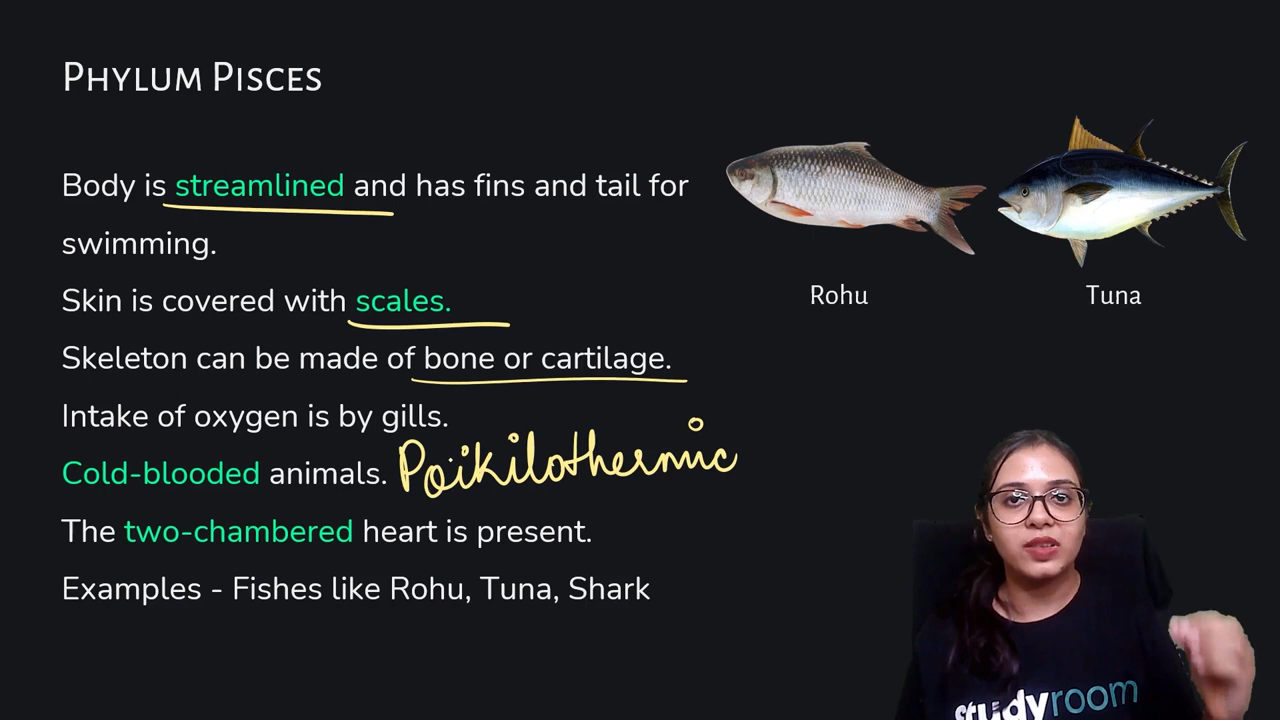 Phylum Pisces
Body is streamlined and has fins and tail for
swimming.
Skin is covered with scales.
Skeleton can be made of bone or cartilage.
Intake of oxygen is by gills.
Cold-blooded animals. Poikilothermic
The two-chambered heart is present.
Examples - Fishes like Rohu, Tuna, Shark
Rohu
Tuna
studyroom